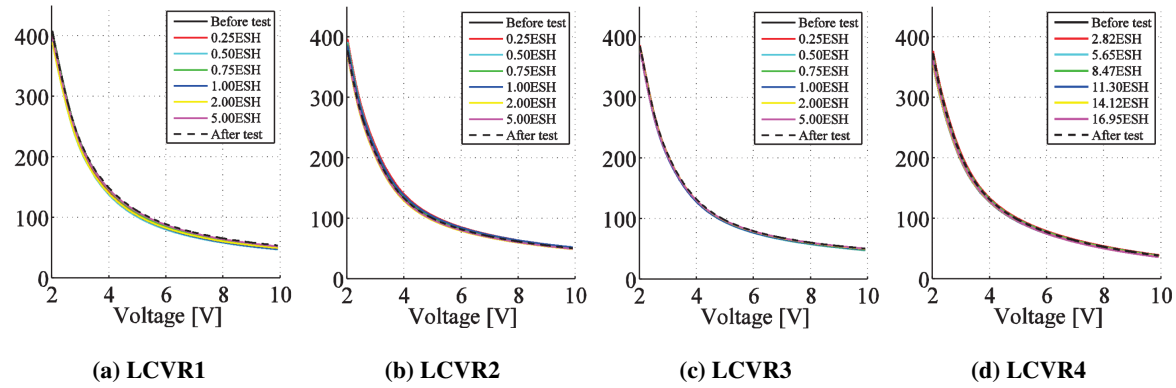 400
300
200
100
0
2 4 6 8 10
Voltage [V]
Before test
0.25ESH
0.50ESH
0.75ESH
1.00ESH
2.00ESH
5.00ESH
After test
(a) LCVR1
400
300
200
100
0
2 4 6 8 10
Voltage [V]
Before test
0.25ESH
0.50ESH
0.75ESH
1.00ESH
2.00ESH
5.00ESH
After test
(b) LCVR2
400
300
200
100
0
2 4 6 8 10
Voltage [V]
Before test
0.25ESH
0.50ESH
0.75ESH
1.00ESH
2.00ESH
5.00ESH
After test
(c) LCVR3
400
300
200
100
0
2 4 6 8 10
Voltage [V]
Before test
2.82ESH
5.65ESH
8.47ESH
11.30ESH
14.12ESH
16.95ESH
After test
(d) LCVR4